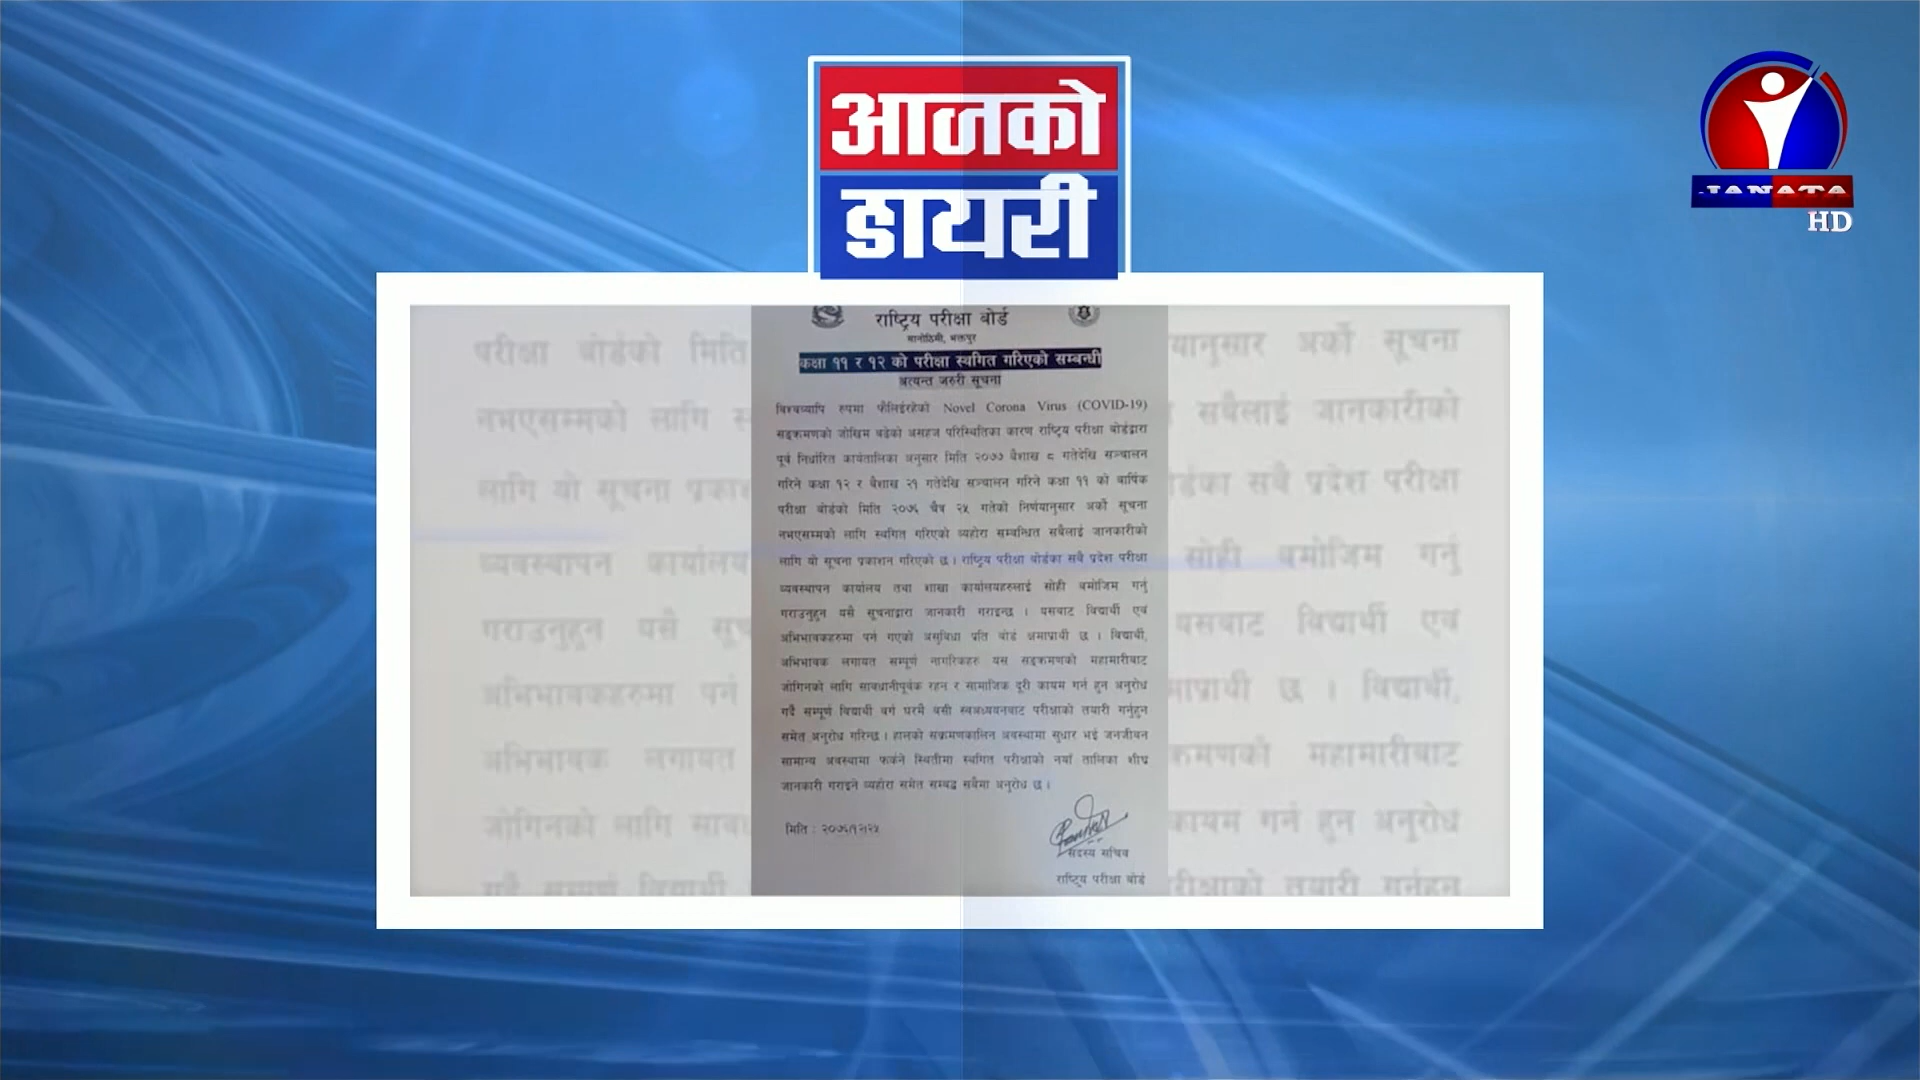 आजको
डायरी
JANATA
HD
राष्ट्रिय परीक्षा बोर्ड
सानोठिमी, भक्तपुर
कक्षा ११ र १२ को परीक्षा स्थगित गरिएको सम्बन्धी
अत्यन्त जरुरी सूचना
विश्वव्यापि रुपमा फैलिईरहेको Novel Corona Virus (COVID-19)
सङक्रमणको जोखिम बढेको असहज परिस्थितिका कारण राष्ट्रिय परीक्षा बोर्डद्वारा
पूर्व निर्धारित कार्यतालिका अनुसार मिति २०७७ बैशाख ८ गतेदेखि सञ्चालन
गरिने कक्षा १२ र बैशाख २१ गतेदेखि सञ्चालन गरिने कक्षा ११ को बार्षिक
परीक्षा बोर्डको मिति २०७६ चैत्र २५ गतेको निर्णयानुसार अर्को सूचना
नभएसम्मको लागि स्थगित गरिएको व्यहोरा सम्बन्धित सबैलाई जानकारीको
लागि यो सूचना प्रकाशन गरिएको छ । राष्ट्रिय परीक्षा बोर्डका सबै प्रदेश परीक्षा
व्यवस्थापन कार्यालय तथा शाखा कार्यालयहरुलाई सोही बमोजिम गर्नु
गराउनुहुन यसै सूचनाद्वारा जानकारी गराइन्छ । यसबाट विद्यार्थी एवं
अभिभावकहरुमा पर्न गएको असुविधा प्रति बोर्ड क्षमाप्रार्थी छ । विद्यार्थी,
अभिभावक लगायत सम्पूर्ण नागरिकहरु यस सङक्रमणको महामारीबाट
जोगिनको लागि सावधानीपूर्वक रहन र सामाजिक दूरी कायम गर्न हुन अनुरोध
गर्दै सम्पूर्ण विद्यार्थी वर्ग घरमै बसी स्वअध्ययनबाट परीक्षाको तयारी गर्नुहुन
समेत अनुरोध गरिन्छ । हालको संक्रमणकालिन अवस्थामा सुधार भई जनजीवन
सामान्य अवस्थामा फर्कने स्थितीमा स्थगित परीक्षाको नयाँ तालिका शीघ्र
जानकारी गराइने व्यहोरा समेत सम्बद्ध सबैमा अनुरोध छ ।
मिति : २०७६/१२/२५
सदस्य सचिव
राष्ट्रिय परीक्षा बोर्ड